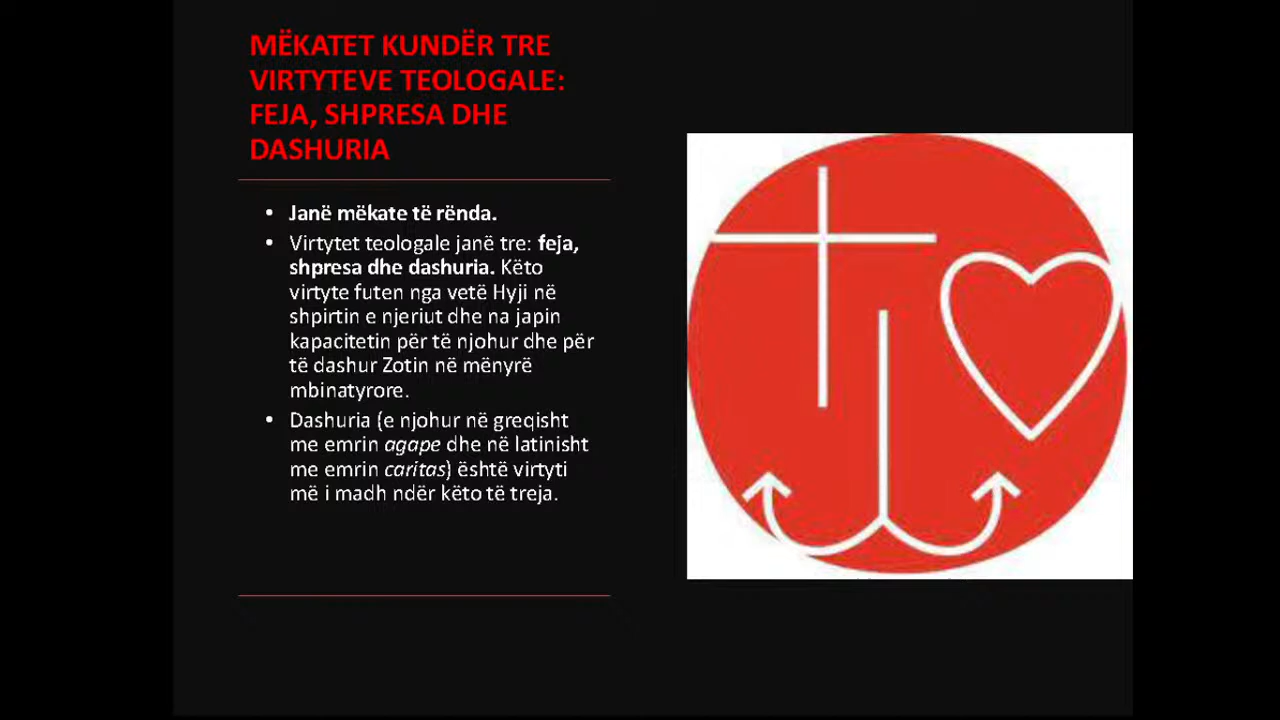 MËKATET KUNDËR TRE
VIRTYTEVE TEOLOGALE:
FEJA, SHPRESA DHE
DASHURIA
• Janë mëkate të rënda.
• Virtytet teologale janë tre: feja,
shpresa dhe dashuria. Këto
virtyte futen nga vetë Hyji në
shpirtin e njeriut dhe na japin
kapacitetin për të njohur dhe për
të dashur Zotin në mënyrë
mbinatyrore.
• Dashuria (e njohur në greqisht
me emrin agape dhe në latinisht
me emrin caritas) është virtyti
më i madh ndër këto të treja.